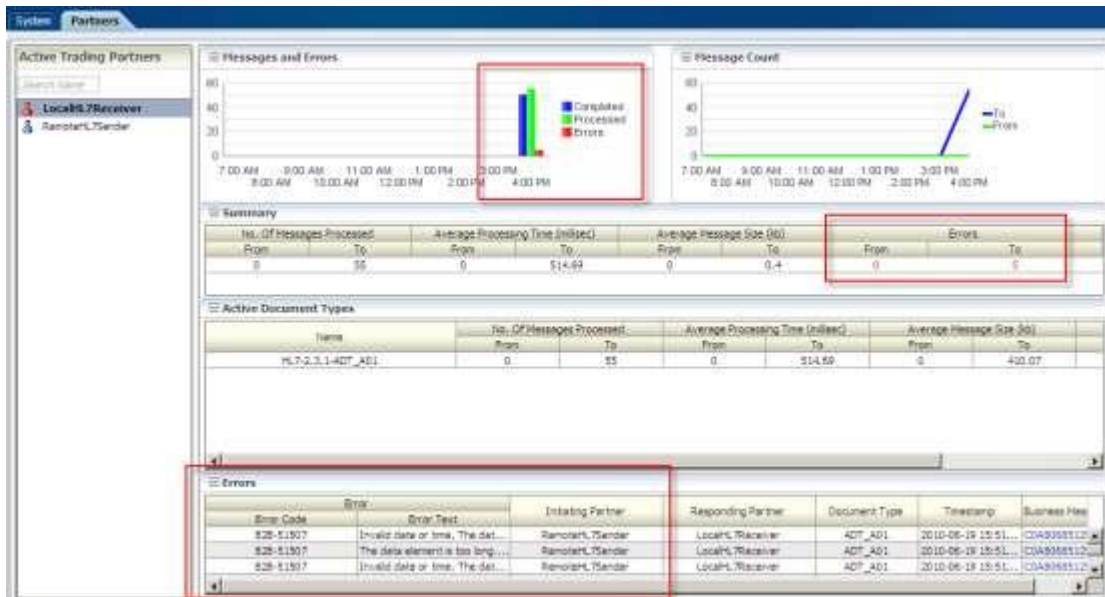 System Partners
Active Trading Partners
Search Name
LocalHL7Receiver
RemoteHL7Sender
Messages and Errors
60
40
20
0
Completed
Processed
Errors
7:00 AM 9:00 AM 11:00 AM 1:00 PM 3:00 PM
8:00 AM 10:00 AM 12:00 PM 2:00 PM 4:00 PM
Message Count
60
40
20
0
To
From
7:00 AM 9:00 AM 11:00 AM 1:00 PM 3:00 PM
8:00 AM 10:00 AM 12:00 PM 2:00 PM 4:00 PM
Summary
No. Of Messages Processed Average Processing Time (milisec) Average Message Size (kb) Errors
From To From To From To From To
0 55 0 514.69 0 0.4 0 5
Active Document Types
Name No. Of Messages Processed Average Processing Time (milisec) Average Message Size (kb)
From To From To From To
HL7-2.3.1-ADT_A01 0 55 0 514.69 0 410.07
Errors
Error Initiating Partner Responding Partner Document Type Timestamp Business Mes
Error Code Error Text
B2B-51507 Invalid date or time. The dat... RemoteHL7Sender LocalHL7Receiver ADT_A01 2010-06-19 15:51...
B2B-51507 The data element is too long.... RemoteHL7Sender LocalHL7Receiver ADT_A01 2010-06-19 15:51...
B2B-51507 Invalid date or time. The dat... RemoteHL7Sender LocalHL7Receiver ADT_A01 2010-06-19 15:51...